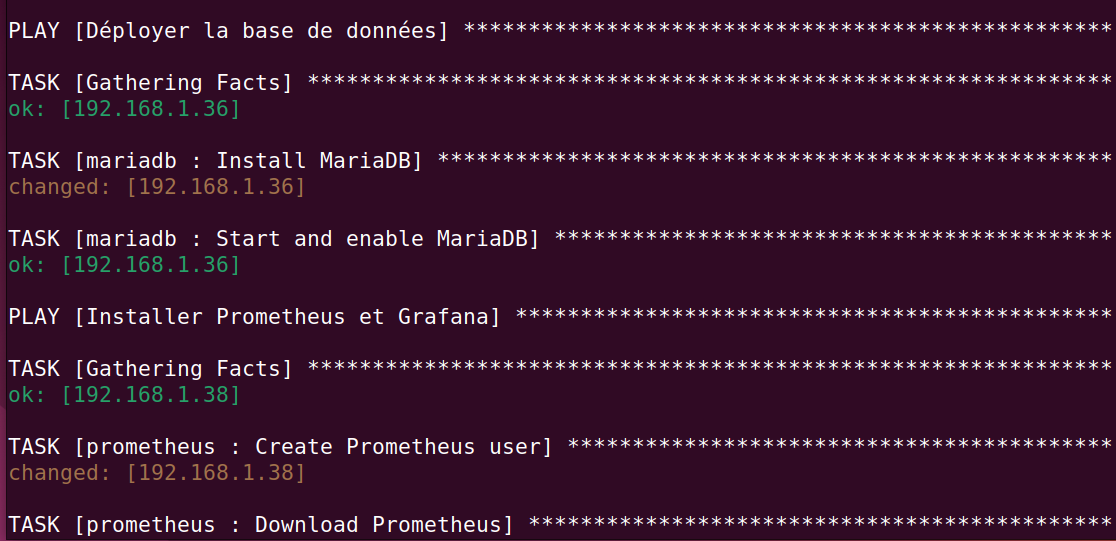 PLAY [Déployer la base de données] **************************************************
TASK [Gathering Facts] **************************************************************
ok: [192.168.1.36]
TASK [mariadb : Install MariaDB] ****************************************************
changed: [192.168.1.36]
TASK [mariadb : Start and enable MariaDB] *******************************************
ok: [192.168.1.36]
PLAY [Installer Prometheus et Grafana] **********************************************
TASK [Gathering Facts] **************************************************************
ok: [192.168.1.38]
TASK [prometheus : Create Prometheus user] ******************************************
changed: [192.168.1.38]
TASK [prometheus : Download Prometheus] *********************************************